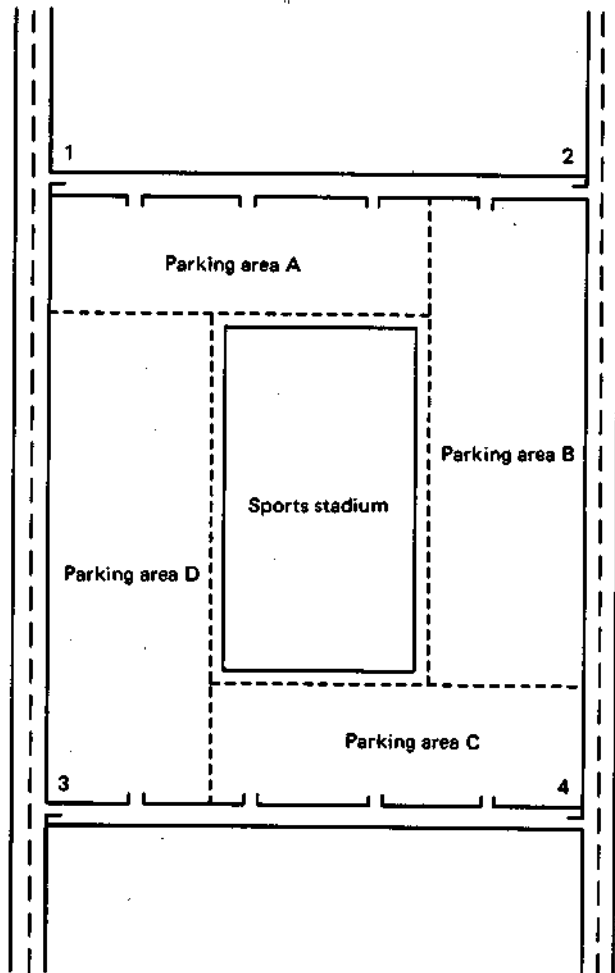 1
2
Parking area A
Parking area B
Sports stadium
Parking area D
Parking area C
3
4